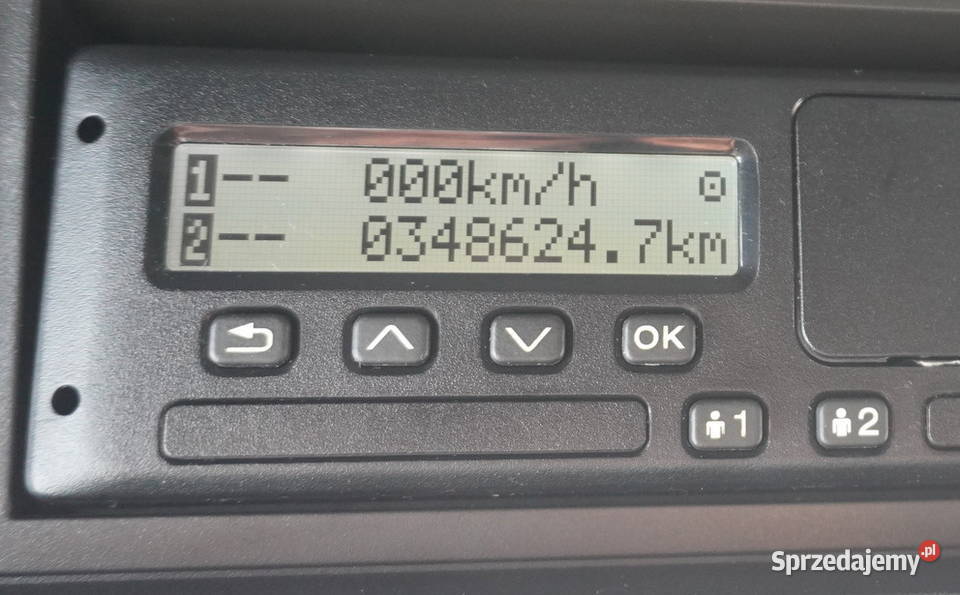 1-- 000km/h
2-- 0348624.7km
OK
1 2
Sprzedajemy.pl